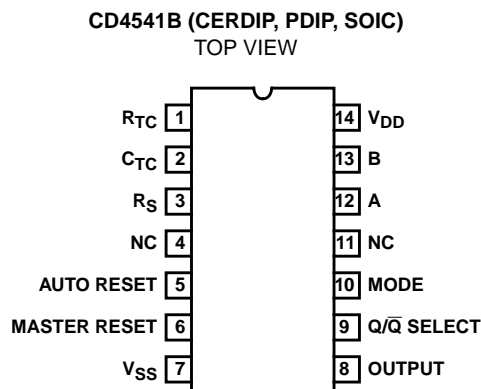 CD4541B (CERDIP, PDIP, SOIC)
TOP VIEW
RTC 1 14 VDD
CTC 2 13 B
RS 3 12 A
NC 4 11 NC
AUTO RESET 5 10 MODE
MASTER RESET 6 9 Q/Q̅ SELECT
VSS 7 8 OUTPUT